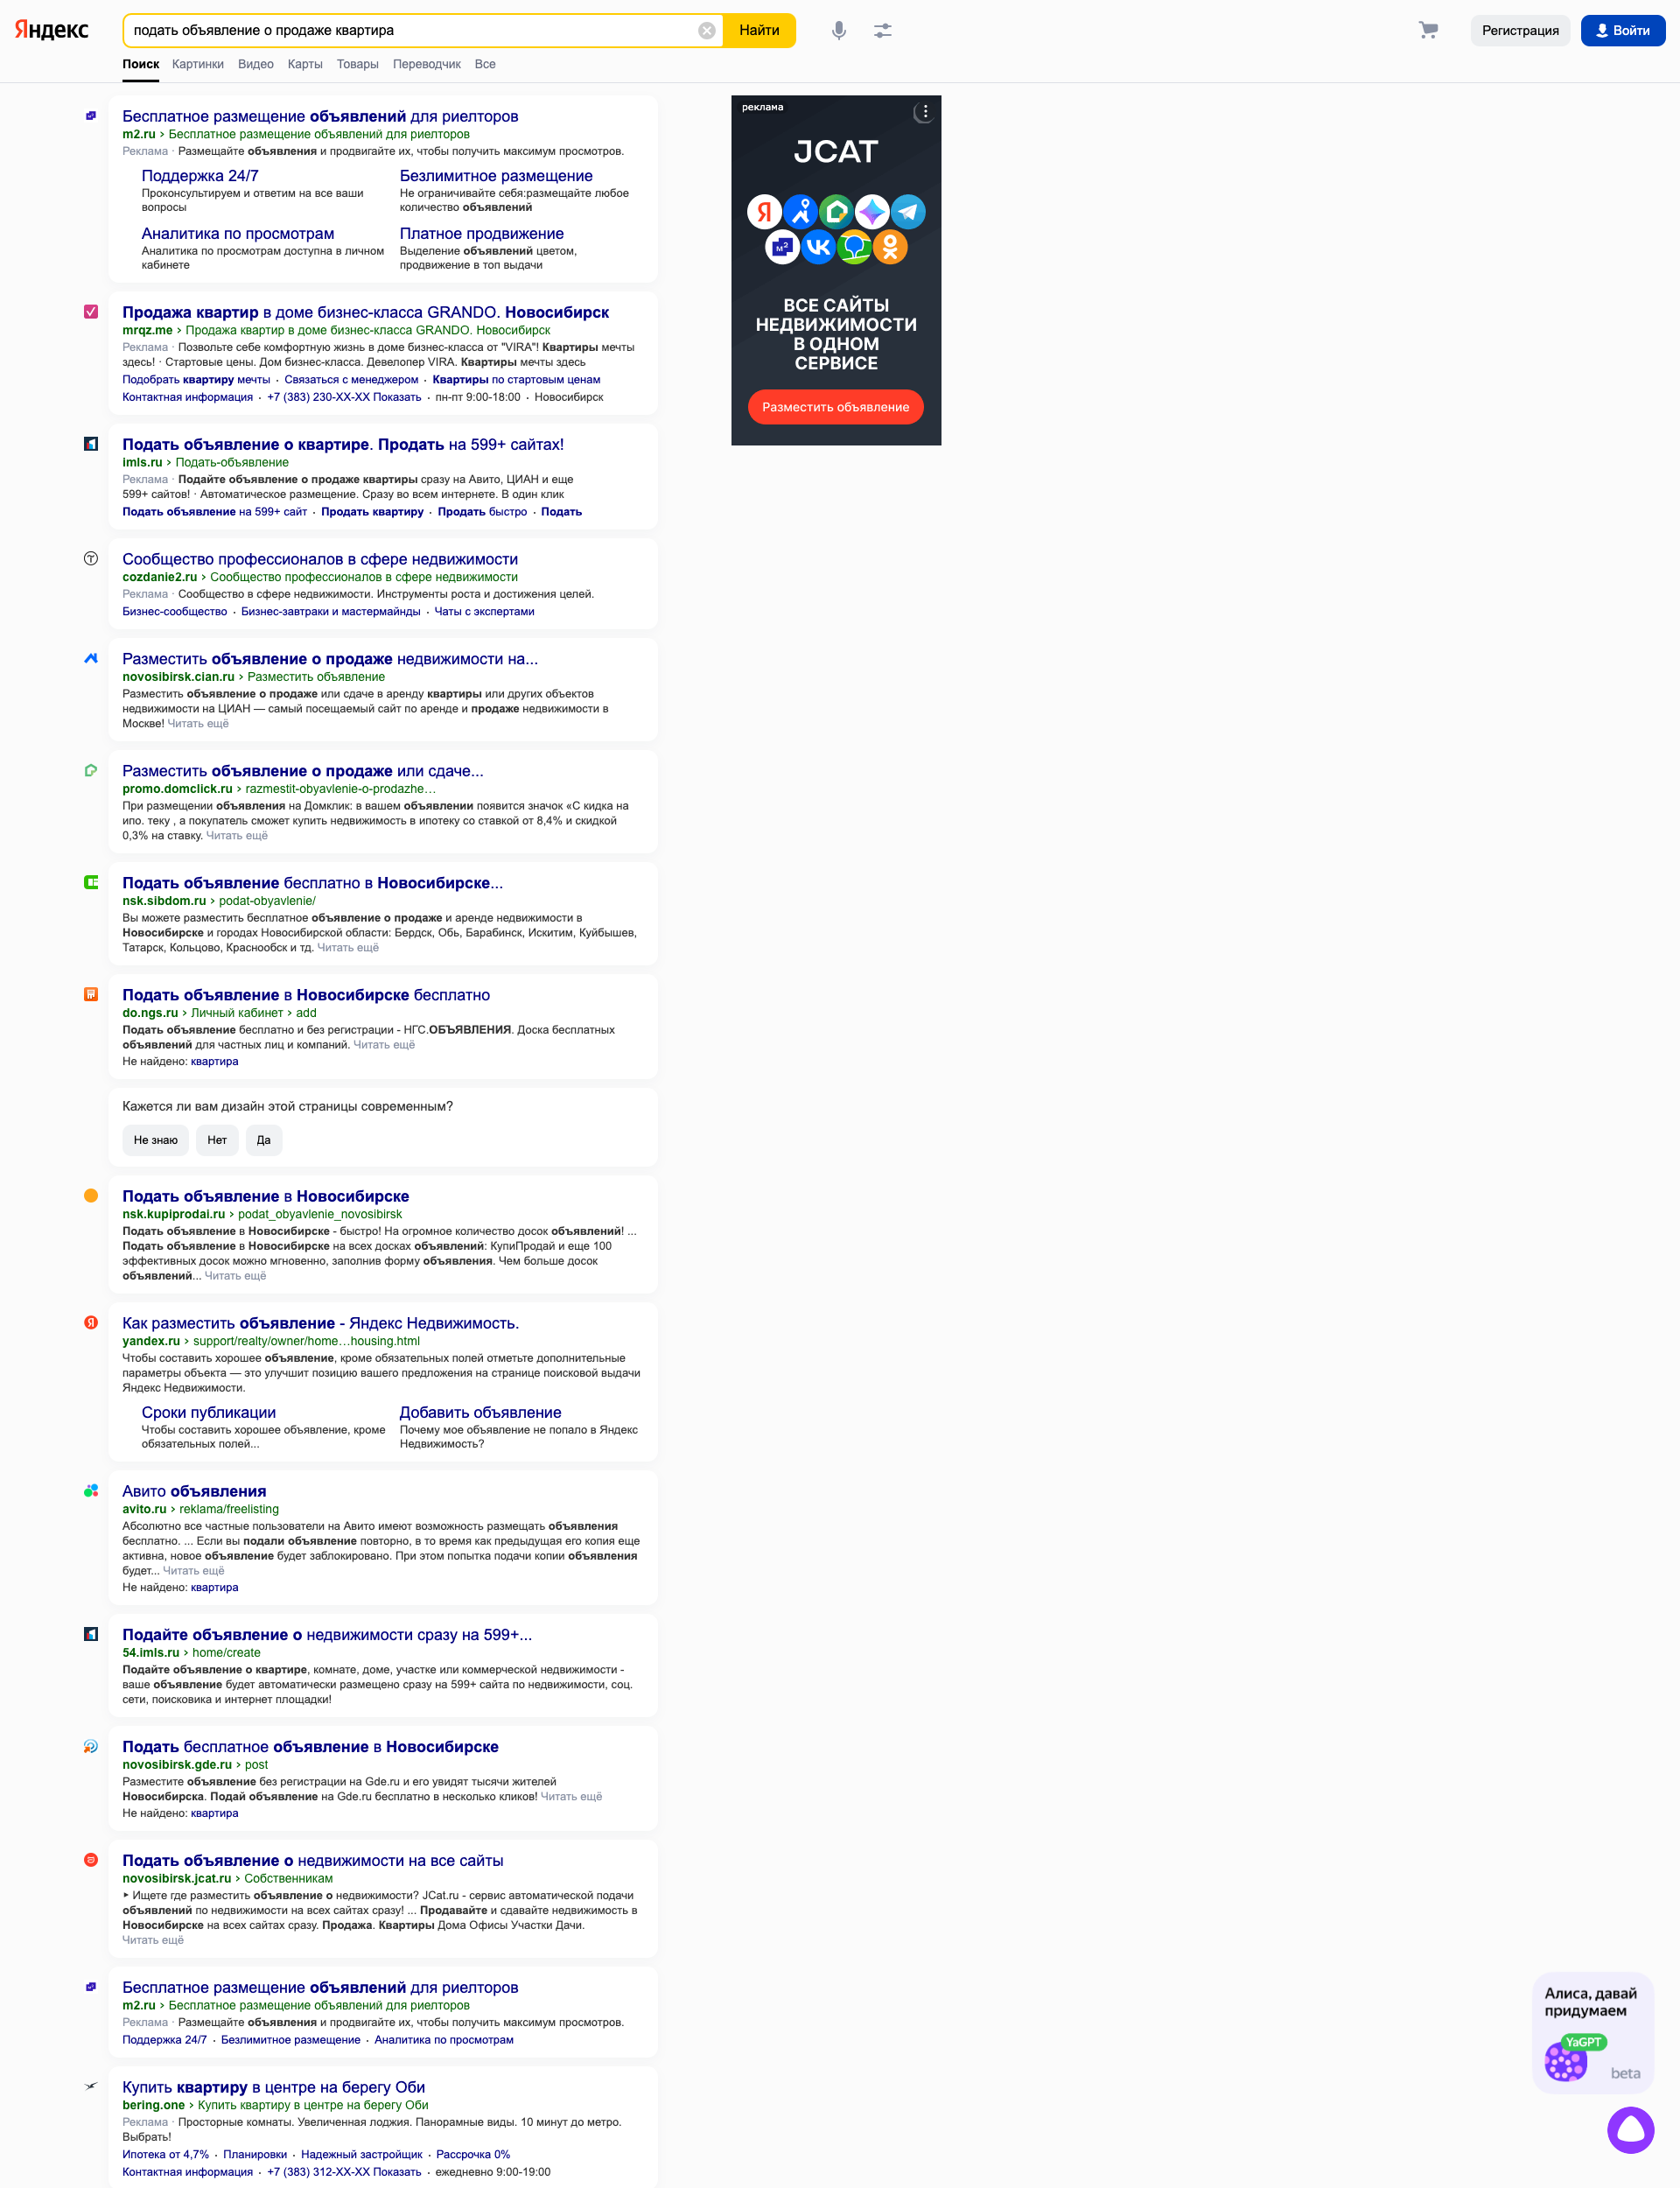 Яндекс
подать объявление о продаже квартира
Найти
Регистрация
Войти
Поиск Картинки Видео Карты Товары Переводчик Все
Бесплатное размещение объявлений для риелторов
m2.ru › Бесплатное размещение объявлений для риелторов
Реклама · Размещайте объявления и продвигайте их, чтобы получить максимум просмотров.
Поддержка 24/7
Проконсультируем и ответим на все ваши
вопросы
Безлимитное размещение
Не ограничивайте себя:размещайте любое
количество объявлений
Аналитика по просмотрам
Аналитика по просмотрам доступна в личном
кабинете
Платное продвижение
Выделение объявлений цветом,
продвижение в топ выдачи
Продажа квартир в доме бизнес-класса GRANDO. Новосибирск
mrqz.me › Продажа квартир в доме бизнес-класса GRANDO. Новосибирск
Реклама · Позвольте себе комфортную жизнь в доме бизнес-класса от "VIRA"! Квартиры мечты
здесь! · Стартовые цены. Дом бизнес-класса. Девелопер VIRA. Квартиры мечты здесь
Подобрать квартиру мечты · Связаться с менеджером · Квартиры по стартовым ценам
Контактная информация · +7 (383) 230-XX-XX Показать · пн-пт 9:00-18:00 · Новосибирск
Подать объявление о квартире. Продать на 599+ сайтах!
imls.ru › Подать-объявление
Реклама · Подайте объявление о продаже квартиры сразу на Авито, ЦИАН и еще
599+ сайтов! · Автоматическое размещение. Сразу во всем интернете. В один клик
Подать объявление на 599+ сайт · Продать квартиру · Продать быстро · Подать
Сообщество профессионалов в сфере недвижимости
cozdanie2.ru › Сообщество профессионалов в сфере недвижимости
Реклама · Сообщество в сфере недвижимости. Инструменты роста и достижения целей.
Бизнес-сообщество · Бизнес-завтраки и мастермайнды · Чаты с экспертами
Разместить объявление о продаже недвижимости на...
novosibirsk.cian.ru › Разместить объявление
Разместить объявление о продаже или сдаче в аренду квартиры или других объектов
недвижимости на ЦИАН — самый посещаемый сайт по аренде и продаже недвижимости в
Москве! Читать ещё
Разместить объявление о продаже или сдаче...
promo.domclick.ru › razmestit-obyavlenie-o-prodazhe…
При размещении объявления на Домклик: в вашем объявлении появится значок «С кидка на
ипо. теку , а покупатель сможет купить недвижимость в ипотеку со ставкой от 8,4% и скидкой
0,3% на ставку. Читать ещё
Подать объявление бесплатно в Новосибирске...
nsk.sibdom.ru › podat-obyavlenie/
Вы можете разместить бесплатное объявление о продаже и аренде недвижимости в
Новосибирске и городах Новосибирской области: Бердск, Обь, Барабинск, Искитим, Куйбышев,
Татарск, Кольцово, Краснообск и тд. Читать ещё
Подать объявление в Новосибирске бесплатно
do.ngs.ru › Личный кабинет › add
Подать объявление бесплатно и без регистрации - НГС.ОБЪЯВЛЕНИЯ. Доска бесплатных
объявлений для частных лиц и компаний. Читать ещё
Не найдено: квартира
Кажется ли вам дизайн этой страницы современным?
Не знаю Нет Да
Подать объявление в Новосибирске
nsk.kupiprodai.ru › podat_obyavlenie_novosibirsk
Подать объявление в Новосибирске - быстро! На огромное количество досок объявлений! ...
Подать объявление в Новосибирске на всех досках объявлений: КупиПродай и еще 100
эффективных досок можно мгновенно, заполнив форму объявления. Чем больше досок
объявлений... Читать ещё
Как разместить объявление - Яндекс Недвижимость.
yandex.ru › support/realty/owner/home…housing.html
Чтобы составить хорошее объявление, кроме обязательных полей отметьте дополнительные
параметры объекта — это улучшит позицию вашего предложения на странице поисковой выдачи
Яндекс Недвижимости.
Сроки публикации
Чтобы составить хорошее объявление, кроме
обязательных полей...
Добавить объявление
Почему мое объявление не попало в Яндекс
Недвижимость?
Авито объявления
avito.ru › reklama/freelisting
Абсолютно все частные пользователи на Авито имеют возможность размещать объявления
бесплатно. ... Если вы подали объявление повторно, в то время как предыдущая его копия еще
активна, новое объявление будет заблокировано. При этом попытка подачи копии объявления
будет... Читать ещё
Не найдено: квартира
Подайте объявление о недвижимости сразу на 599+...
54.imls.ru › home/create
Подайте объявление о квартире, комнате, доме, участке или коммерческой недвижимости -
ваше объявление будет автоматически размещено сразу на 599+ сайта по недвижимости, соц.
сети, поисковика и интернет площадки!
Подать бесплатное объявление в Новосибирске
novosibirsk.gde.ru › post
Разместите объявление без регистрации на Gde.ru и его увидят тысячи жителей
Новосибирска. Подай объявление на Gde.ru бесплатно в несколько кликов! Читать ещё
Не найдено: квартира
Подать объявление о недвижимости на все сайты
novosibirsk.jcat.ru › Собственникам
‣ Ищете где разместить объявление о недвижимости? JCat.ru - сервис автоматической подачи
объявлений по недвижимости на всех сайтах сразу! ... Продавайте и сдавайте недвижимость в
Новосибирске на всех сайтах сразу. Продажа. Квартиры Дома Офисы Участки Дачи.
Читать ещё
Бесплатное размещение объявлений для риелторов
m2.ru › Бесплатное размещение объявлений для риелторов
Реклама · Размещайте объявления и продвигайте их, чтобы получить максимум просмотров.
Поддержка 24/7 · Безлимитное размещение · Аналитика по просмотрам
Купить квартиру в центре на берегу Оби
bering.one › Купить квартиру в центре на берегу Оби
Реклама · Просторные комнаты. Увеличенная лоджия. Панорамные виды. 10 минут до метро.
Выбрать!
Ипотека от 4,7% · Планировки · Надежный застройщик · Рассрочка 0%
Контактная информация · +7 (383) 312-XX-XX Показать · ежедневно 9:00-19:00
реклама
JCAT
Я
м²
ВСЕ САЙТЫ
НЕДВИЖИМОСТИ
В ОДНОМ
СЕРВИСЕ
Разместить объявление
Алиса, давай
придумаем
YaGPT
beta